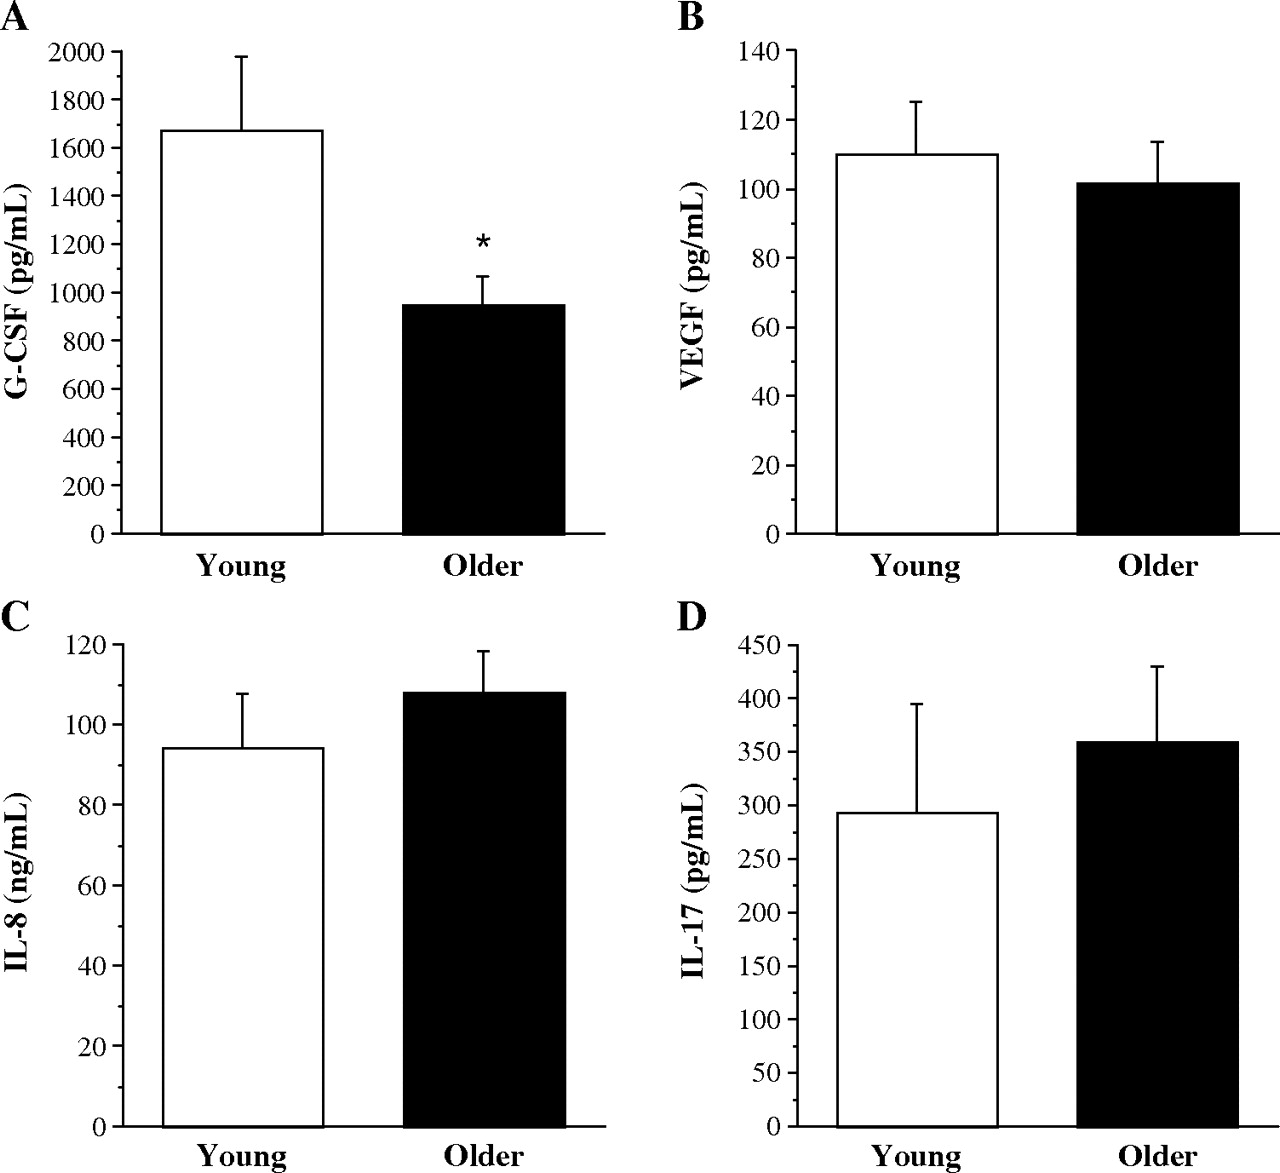 A
G-CSF (pg/mL)
2000
1800
1600
1400
1200
1000
800
600
400
200
0
*
Young
Older
B
VEGF (pg/mL)
140
120
100
80
60
40
20
0
Young
Older
C
IL-8 (ng/mL)
120
100
80
60
40
20
0
Young
Older
D
IL-17 (pg/mL)
450
400
350
300
250
200
150
100
50
0
Young
Older